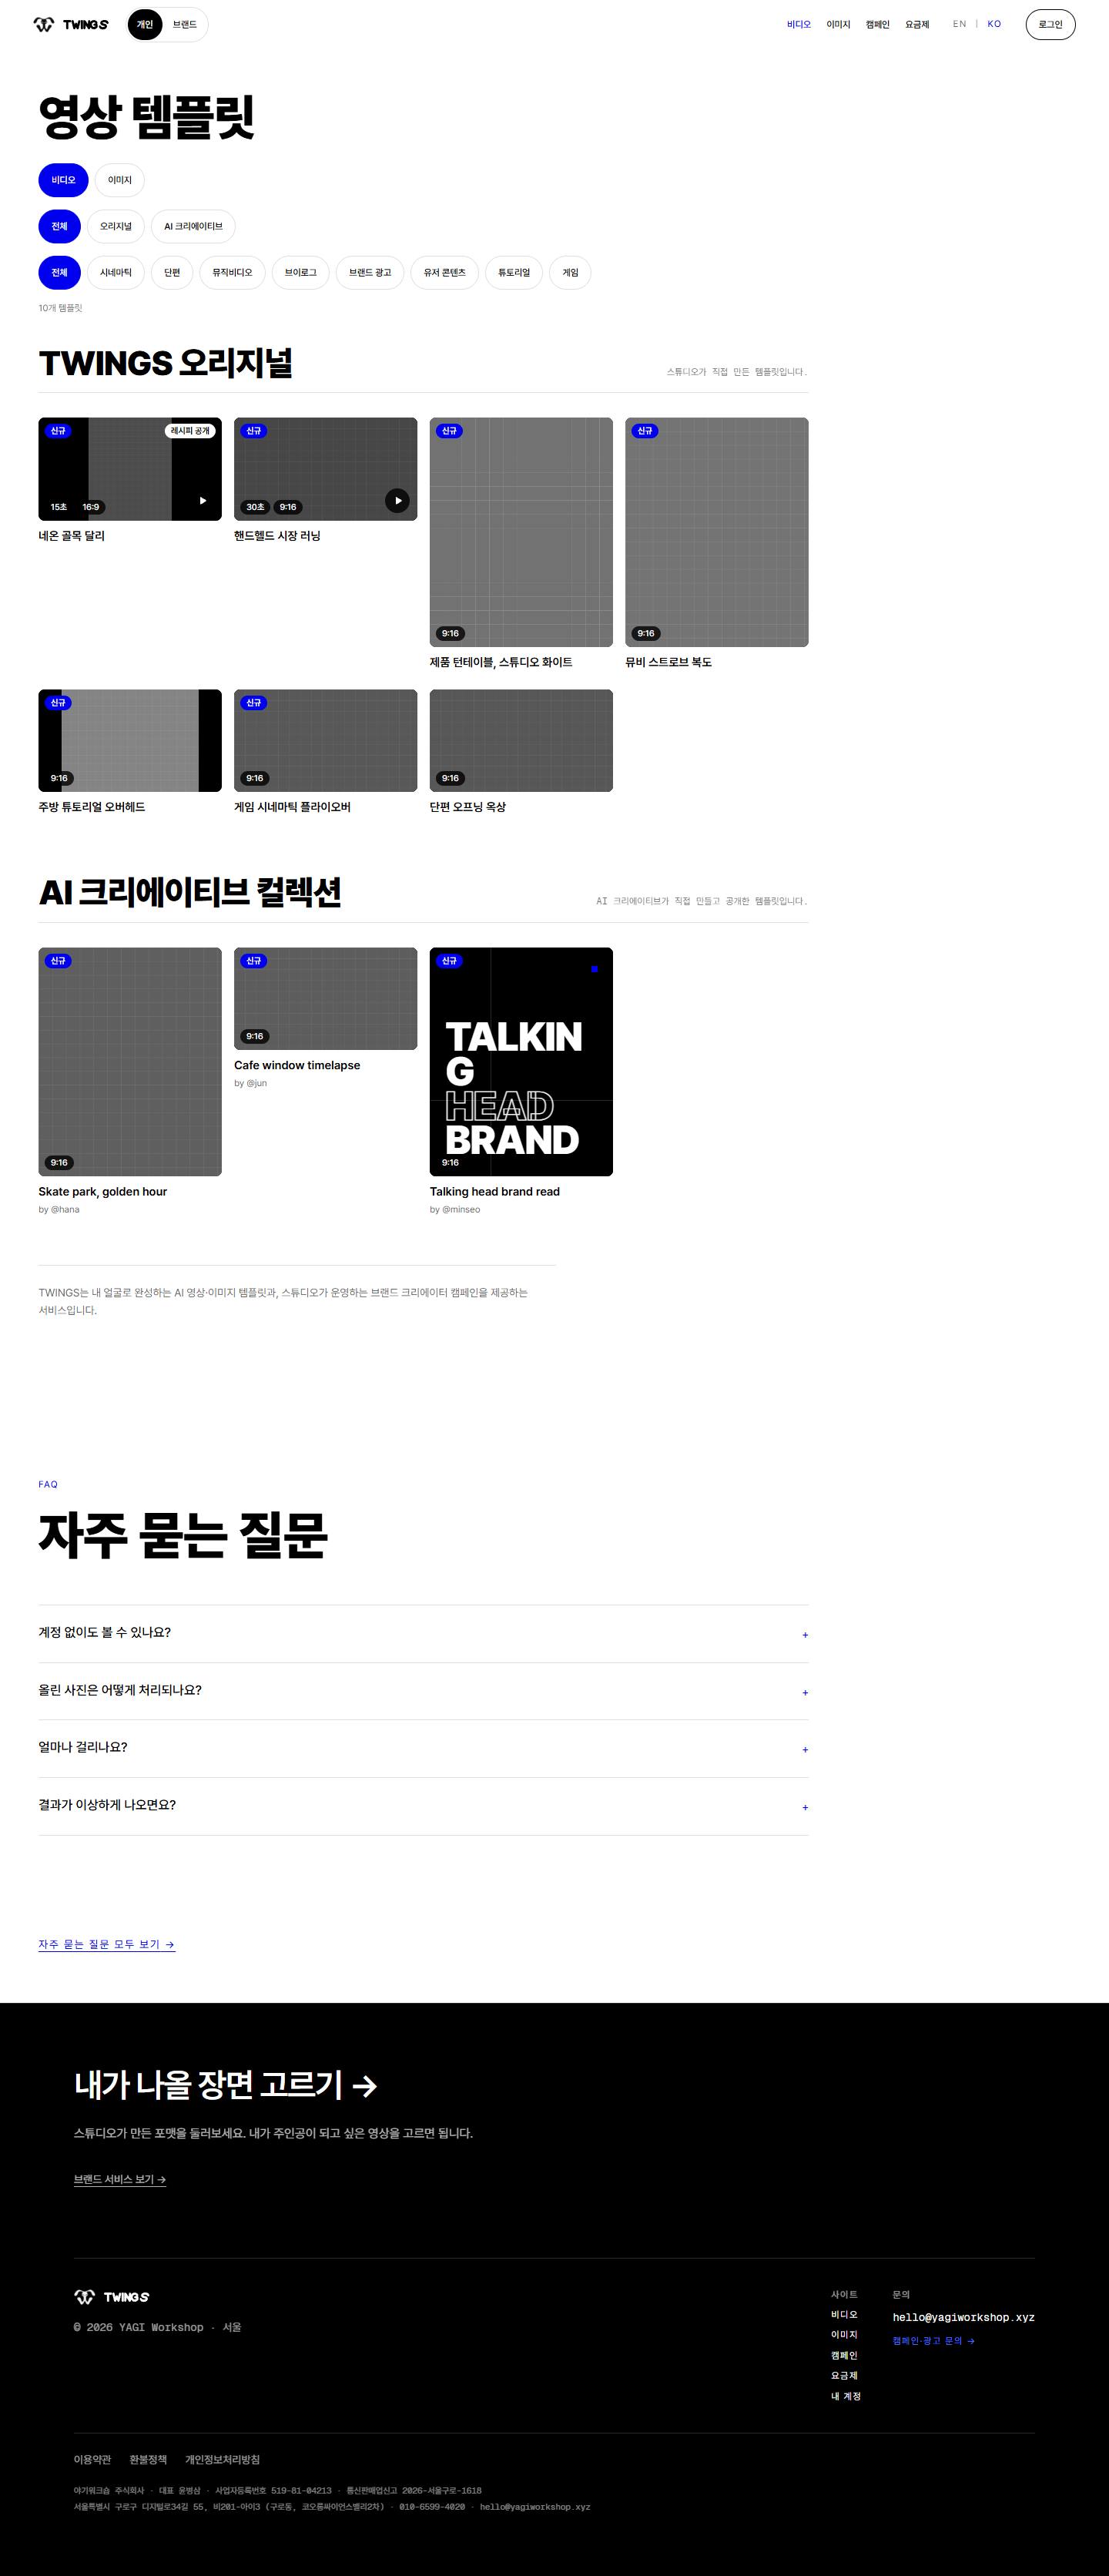 TWINGS
개인
브랜드
비디오
이미지
캠페인
요금제
EN | KO
로그인
영상 템플릿
비디오
이미지
전체
오리지널
AI 크리에이티브
전체
시네마틱
단편
뮤직비디오
브이로그
브랜드 광고
유저 콘텐츠
튜토리얼
게임
10개 템플릿
TWINGS 오리지널
스튜디오가 직접 만든 템플릿입니다.
신규
레시피 공개
15초
16:9
네온 골목 달리
신규
30초
9:16
핸드헬드 시장 러닝
신규
9:16
제품 턴테이블, 스튜디오 화이트
신규
9:16
뮤비 스트로브 복도
신규
9:16
주방 튜토리얼 오버헤드
신규
9:16
게임 시네마틱 플라이오버
9:16
단편 오프닝 옥상
AI 크리에이티브 컬렉션
AI 크리에이티브가 직접 만들고 공개한 템플릿입니다.
신규
9:16
Skate park, golden hour
by @hana
신규
9:16
Cafe window timelapse
by @jun
신규
TALKIN
G
HEAD
BRAND
9:16
Talking head brand read
by @minseo
TWINGS는 내 얼굴로 완성하는 AI 영상·이미지 템플릿과, 스튜디오가 운영하는 브랜드 크리에이터 캠페인을 제공하는
서비스입니다.
FAQ
자주 묻는 질문
계정 없이도 볼 수 있나요?
+
올린 사진은 어떻게 처리되나요?
+
얼마나 걸리나요?
+
결과가 이상하게 나오면요?
+
자주 묻는 질문 모두 보기 →
내가 나올 장면 고르기 →
스튜디오가 만든 포맷을 둘러보세요. 내가 주인공이 되고 싶은 영상을 고르면 됩니다.
브랜드 서비스 보기 →
TWINGS
© 2026 YAGI Workshop · 서울
사이트
비디오
이미지
캠페인
요금제
내 계정
문의
hello@yagiworkshop.xyz
캠페인·광고 문의 →
이용약관
환불정책
개인정보처리방침
야기워크숍 주식회사 · 대표 윤병삼 · 사업자등록번호 519-81-04213 · 통신판매업신고 2026-서울구로-1618
서울특별시 구로구 디지털로34길 55, 비201-아이3 (구로동, 코오롱싸이언스밸리2차) · 010-6599-4020 · hello@yagiworkshop.xyz